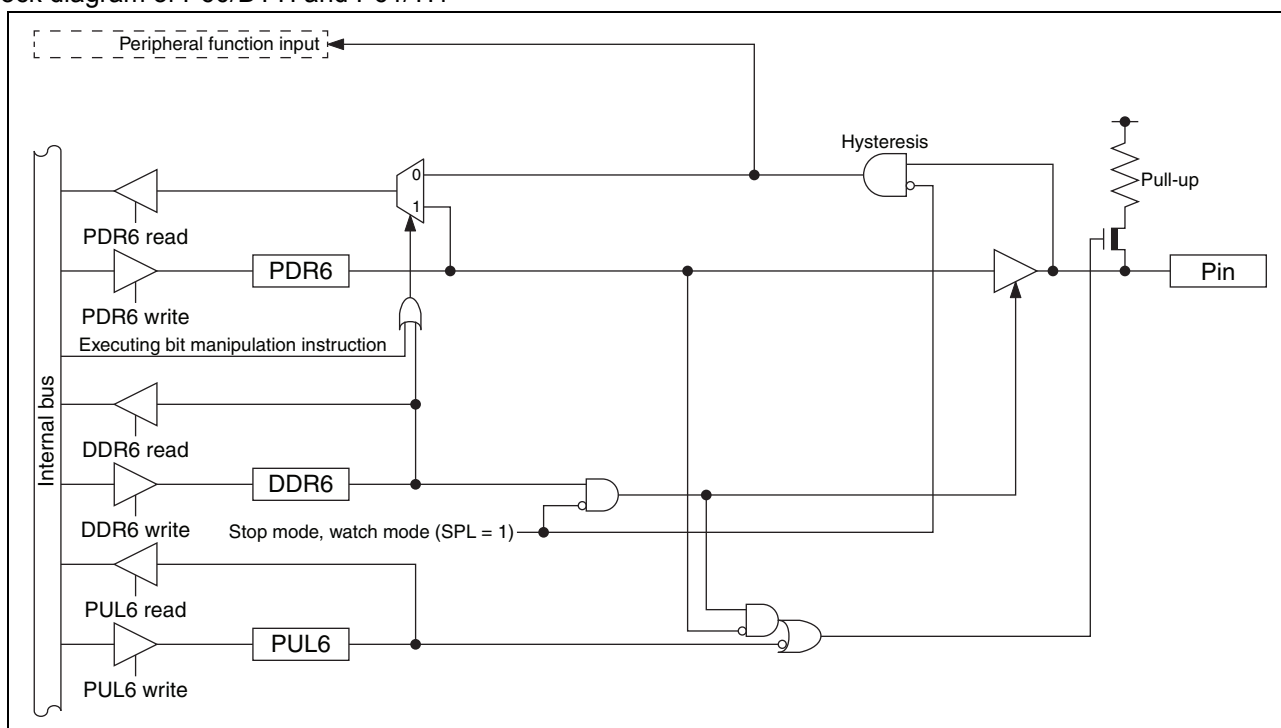 Peripheral function input
Hysteresis
0
Pull-up
1
PDR6 read
PDR6
Pin
PDR6 write
Executing bit manipulation instruction
Internal bus
DDR6 read
DDR6
DDR6 write
Stop mode, watch mode (SPL = 1)
PUL6 read
PUL6
PUL6 write